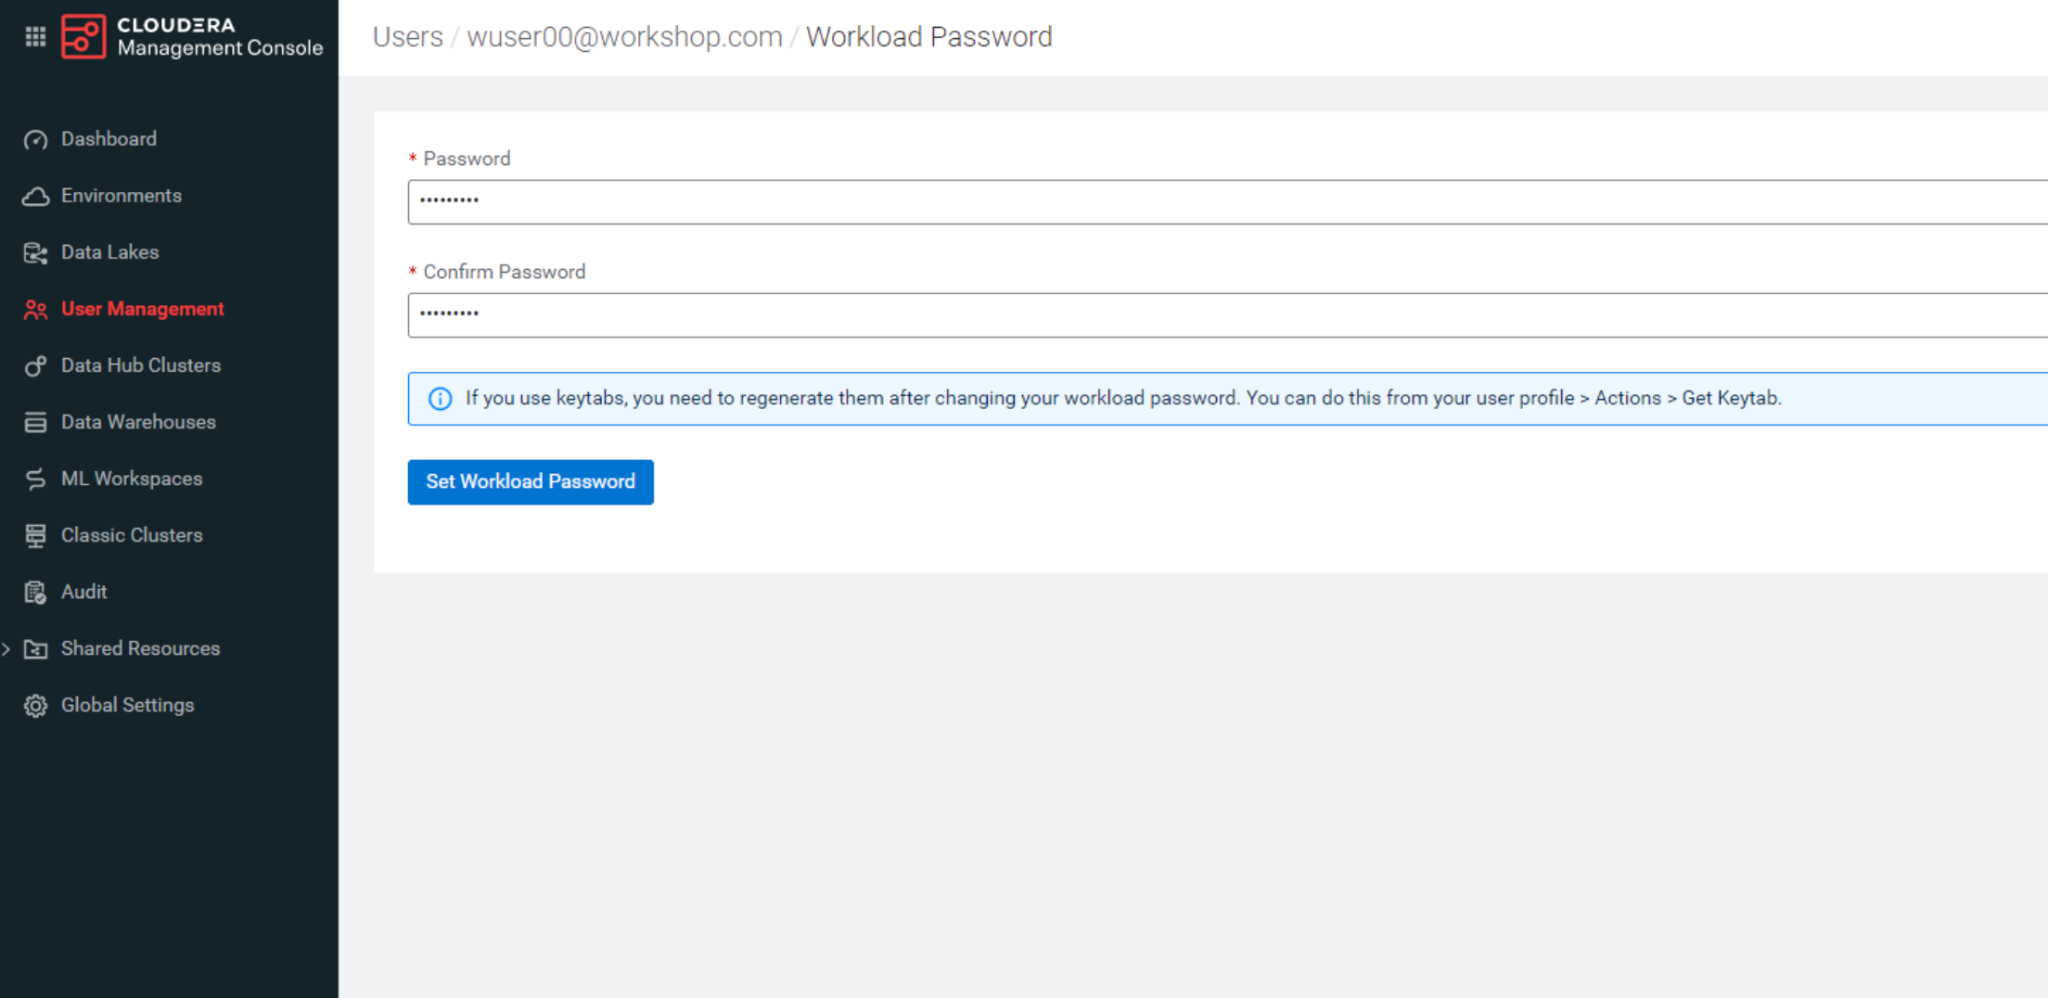 CLOUDERA
Management Console
Users / wuser00@workshop.com / Workload Password
Dashboard
Environments
Data Lakes
User Management
Data Hub Clusters
Data Warehouses
ML Workspaces
Classic Clusters
Audit
Shared Resources
Global Settings
* Password
•••••••••
* Confirm Password
•••••••••
If you use keytabs, you need to regenerate them after changing your workload password. You can do this from your user profile > Actions > Get Keytab.
Set Workload Password